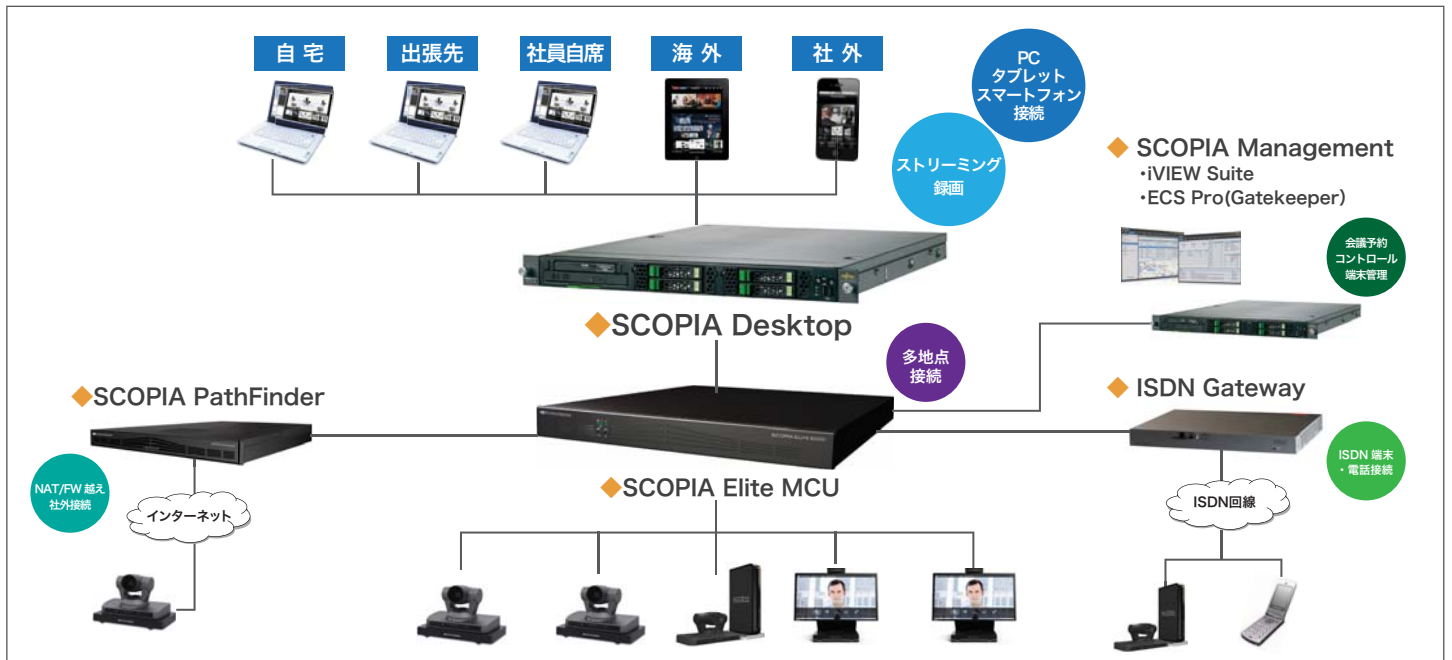 自 宅
出張先
社員自席
海 外
社 外
PC
タブレット
スマートフォン
接続
ストリーミング
録画
◆ SCOPIA Management
・iVIEW Suite
・ECS Pro(Gatekeeper)
会議予約
コントロール
端末管理
◆SCOPIA Desktop
多地点
接続
◆SCOPIA PathFinder
◆ ISDN Gateway
SCOPIA ELITE 5000
NAT/FW 越え
社外接続
インターネット
◆SCOPIA Elite MCU
ISDN 端末
・電話接続
ISDN回線